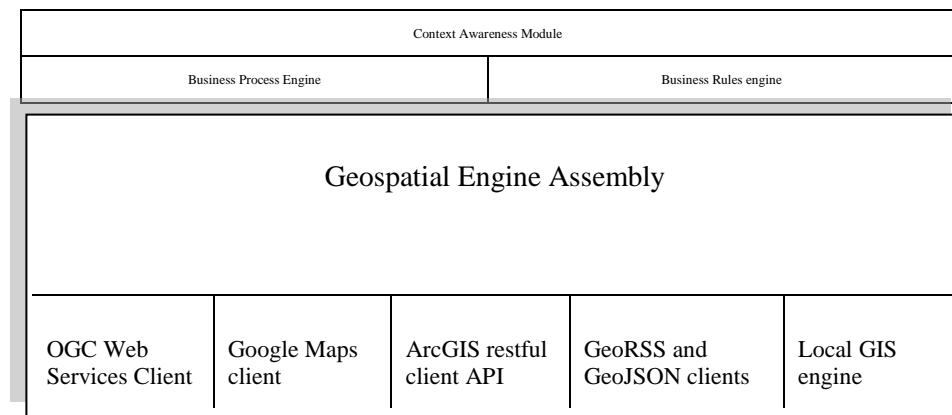 Context Awareness Module
Business Process Engine
Business Rules engine
Geospatial Engine Assembly
OGC Web
Services Client
Google Maps
client
ArcGIS restful
client API
GeoRSS and
GeoJSON clients
Local GIS
engine